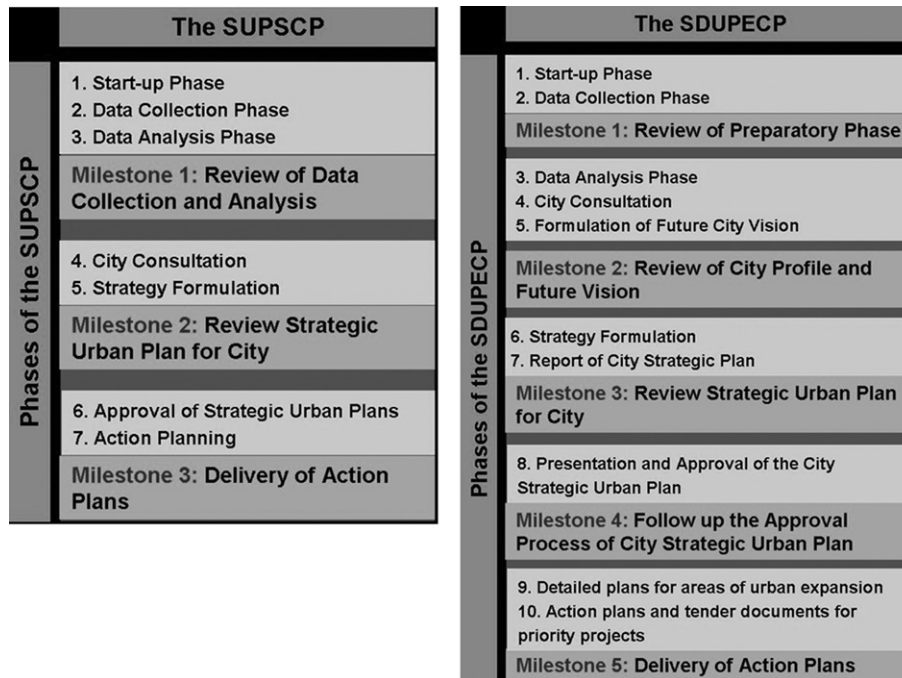 The SUPSCP
Phases of the SUPSCP
1. Start-up Phase
2. Data Collection Phase
3. Data Analysis Phase
Milestone 1: Review of Data
Collection and Analysis
4. City Consultation
5. Strategy Formulation
Milestone 2: Review Strategic
Urban Plan for City
6. Approval of Strategic Urban Plans
7. Action Planning
Milestone 3: Delivery of Action
Plans
The SDUPECP
Phases of the SDUPECP
1. Start-up Phase
2. Data Collection Phase
Milestone 1: Review of Preparatory Phase
3. Data Analysis Phase
4. City Consultation
5. Formulation of Future City Vision
Milestone 2: Review of City Profile and
Future Vision
6. Strategy Formulation
7. Report of City Strategic Plan
Milestone 3: Review Strategic Urban Plan
for City
8. Presentation and Approval of the City
Strategic Urban Plan
Milestone 4: Follow up the Approval
Process of City Strategic Urban Plan
9. Detailed plans for areas of urban expansion
10. Action plans and tender documents for
priority projects
Milestone 5: Delivery of Action Plans